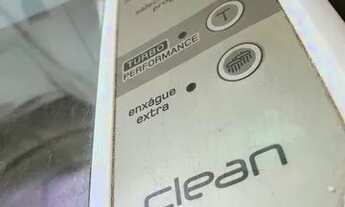 TURBO
PERFORMANCE
enxágue
extra
clean